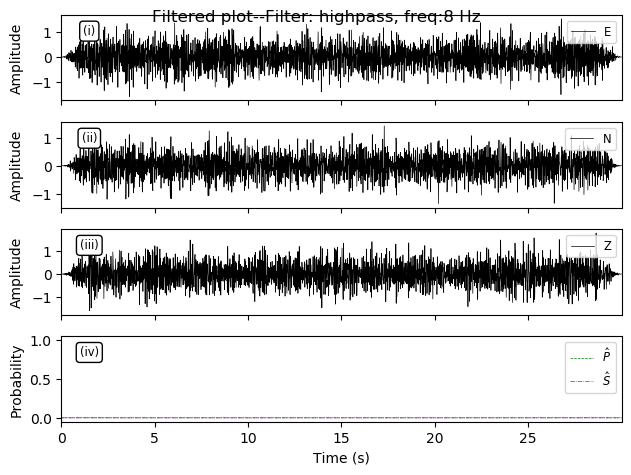 Filtered plot--Filter: highpass, freq:8 Hz
Amplitude
1
0
−1
(i)
E
Amplitude
1
0
−1
(ii)
N
Amplitude
1
0
−1
(iii)
Z
Probability
1.0
0.5
0.0
(iv)
P̂
Ŝ
0 5 10 15 20 25
Time (s)